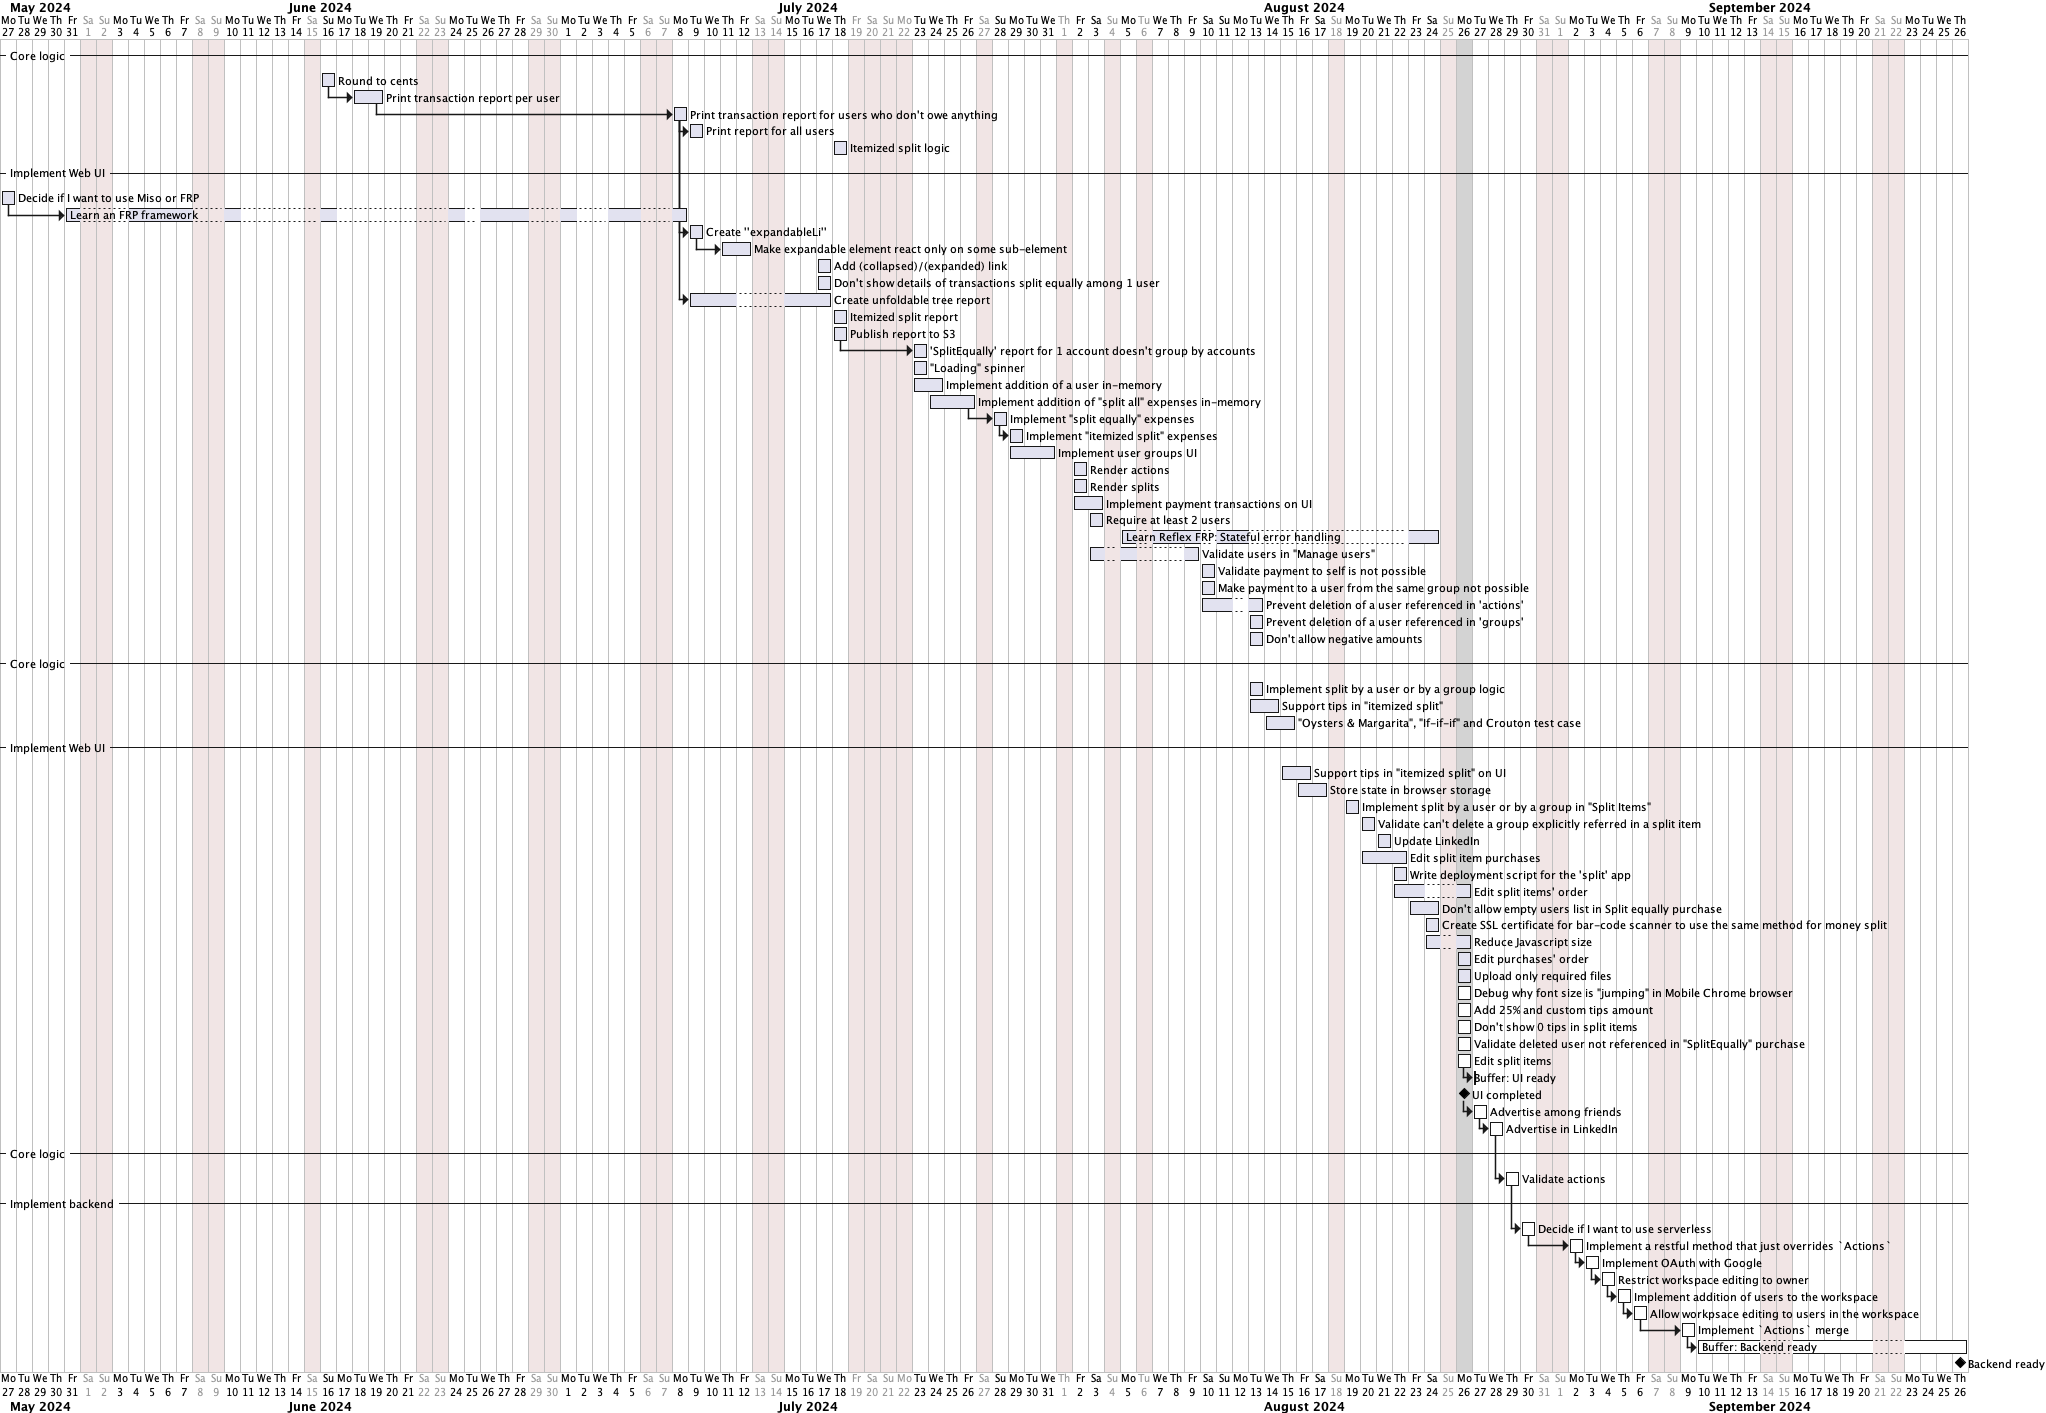 May 2024 June 2024 July 2024 August 2024 September 2024
Mo Tu We Th Fr Sa Su Mo Tu We Th Fr Sa Su Mo Tu We Th Fr Sa Su Mo Tu We Th Fr Sa Su Mo Tu We Th Fr Sa Su Mo Tu We Th Fr Sa Su Mo Tu We Th Fr Sa Su Mo Tu We Th Fr Sa Su Mo Tu We Th Fr Sa Su Mo Tu We Th Fr Sa Su Mo Tu We Th Fr Sa Su Mo Tu We Th Fr Sa Su Mo Tu We Th Fr Sa Su Mo Tu We Th Fr Sa Su Mo Tu We Th Fr Sa Su Mo Tu We Th Fr Sa Su Mo Tu We Th Fr Sa Su Mo Tu We Th
27 28 29 30 31 1 2 3 4 5 6 7 8 9 10 11 12 13 14 15 16 17 18 19 20 21 22 23 24 25 26 27 28 29 30 1 2 3 4 5 6 7 8 9 10 11 12 13 14 15 16 17 18 19 20 21 22 23 24 25 26 27 28 29 30 31 1 2 3 4 5 6 7 8 9 10 11 12 13 14 15 16 17 18 19 20 21 22 23 24 25 26 27 28 29 30 31 1 2 3 4 5 6 7 8 9 10 11 12 13 14 15 16 17 18 19 20 21 22 23 24 25 26
Core logic
Round to cents
Print transaction report per user
Print transaction report for users who don't owe anything
Print report for all users
Itemized split logic
Implement Web UI
Decide if I want to use Miso or FRP
Learn an FRP framework
Create "expandableLi"
Make expandable element react only on some sub-element
Add (collapsed)/(expanded) link
Don't show details of transactions split equally among 1 user
Create unfoldable tree report
Itemized split report
Publish report to S3
'SplitEqually' report for 1 account doesn't group by accounts
"Loading" spinner
Implement addition of a user in-memory
Implement addition of "split all" expenses in-memory
Implement "split equally" expenses
Implement "itemized split" expenses
Implement user groups UI
Render actions
Render splits
Implement payment transactions on UI
Require at least 2 users
Learn Reflex FRP: Stateful error handling
Validate users in "Manage users"
Validate payment to self is not possible
Make payment to a user from the same group not possible
Prevent deletion of a user referenced in 'actions'
Prevent deletion of a user referenced in 'groups'
Don't allow negative amounts
Core logic
Implement split by a user or by a group logic
Support tips in "itemized split"
"Oysters & Margarita", "If-if-if" and Crouton test case
Implement Web UI
Support tips in "itemized split" on UI
Store state in browser storage
Implement split by a user or by a group in "Split Items"
Validate can't delete a group explicitly referred in a split item
Update LinkedIn
Edit split item purchases
Write deployment script for the 'split' app
Edit split items' order
Don't allow empty users list in Split equally purchase
Create SSL certificate for bar-code scanner to use the same method for money split
Reduce Javascript size
Edit purchases' order
Upload only required files
Debug why font size is "jumping" in Mobile Chrome browser
Add 25% and custom tips amount
Don't show 0 tips in split items
Validate deleted user not referenced in "SplitEqually" purchase
Edit split items
Buffer: UI ready
UI completed
Advertise among friends
Advertise in LinkedIn
Core logic
Validate actions
Implement backend
Decide if I want to use serverless
Implement a restful method that just overrides `Actions`
Implement OAuth with Google
Restrict workspace editing to owner
Implement addition of users to the workspace
Allow workpsace editing to users in the workspace
Implement `Actions` merge
Buffer: Backend ready
Backend ready
Mo Tu We Th Fr Sa Su Mo Tu We Th Fr Sa Su Mo Tu We Th Fr Sa Su Mo Tu We Th Fr Sa Su Mo Tu We Th Fr Sa Su Mo Tu We Th Fr Sa Su Mo Tu We Th Fr Sa Su Mo Tu We Th Fr Sa Su Mo Tu We Th Fr Sa Su Mo Tu We Th Fr Sa Su Mo Tu We Th Fr Sa Su Mo Tu We Th Fr Sa Su Mo Tu We Th Fr Sa Su Mo Tu We Th Fr Sa Su Mo Tu We Th Fr Sa Su Mo Tu We Th Fr Sa Su Mo Tu We Th Fr Sa Su Mo Tu We Th
27 28 29 30 31 1 2 3 4 5 6 7 8 9 10 11 12 13 14 15 16 17 18 19 20 21 22 23 24 25 26 27 28 29 30 1 2 3 4 5 6 7 8 9 10 11 12 13 14 15 16 17 18 19 20 21 22 23 24 25 26 27 28 29 30 31 1 2 3 4 5 6 7 8 9 10 11 12 13 14 15 16 17 18 19 20 21 22 23 24 25 26 27 28 29 30 31 1 2 3 4 5 6 7 8 9 10 11 12 13 14 15 16 17 18 19 20 21 22 23 24 25 26
May 2024 June 2024 July 2024 August 2024 September 2024